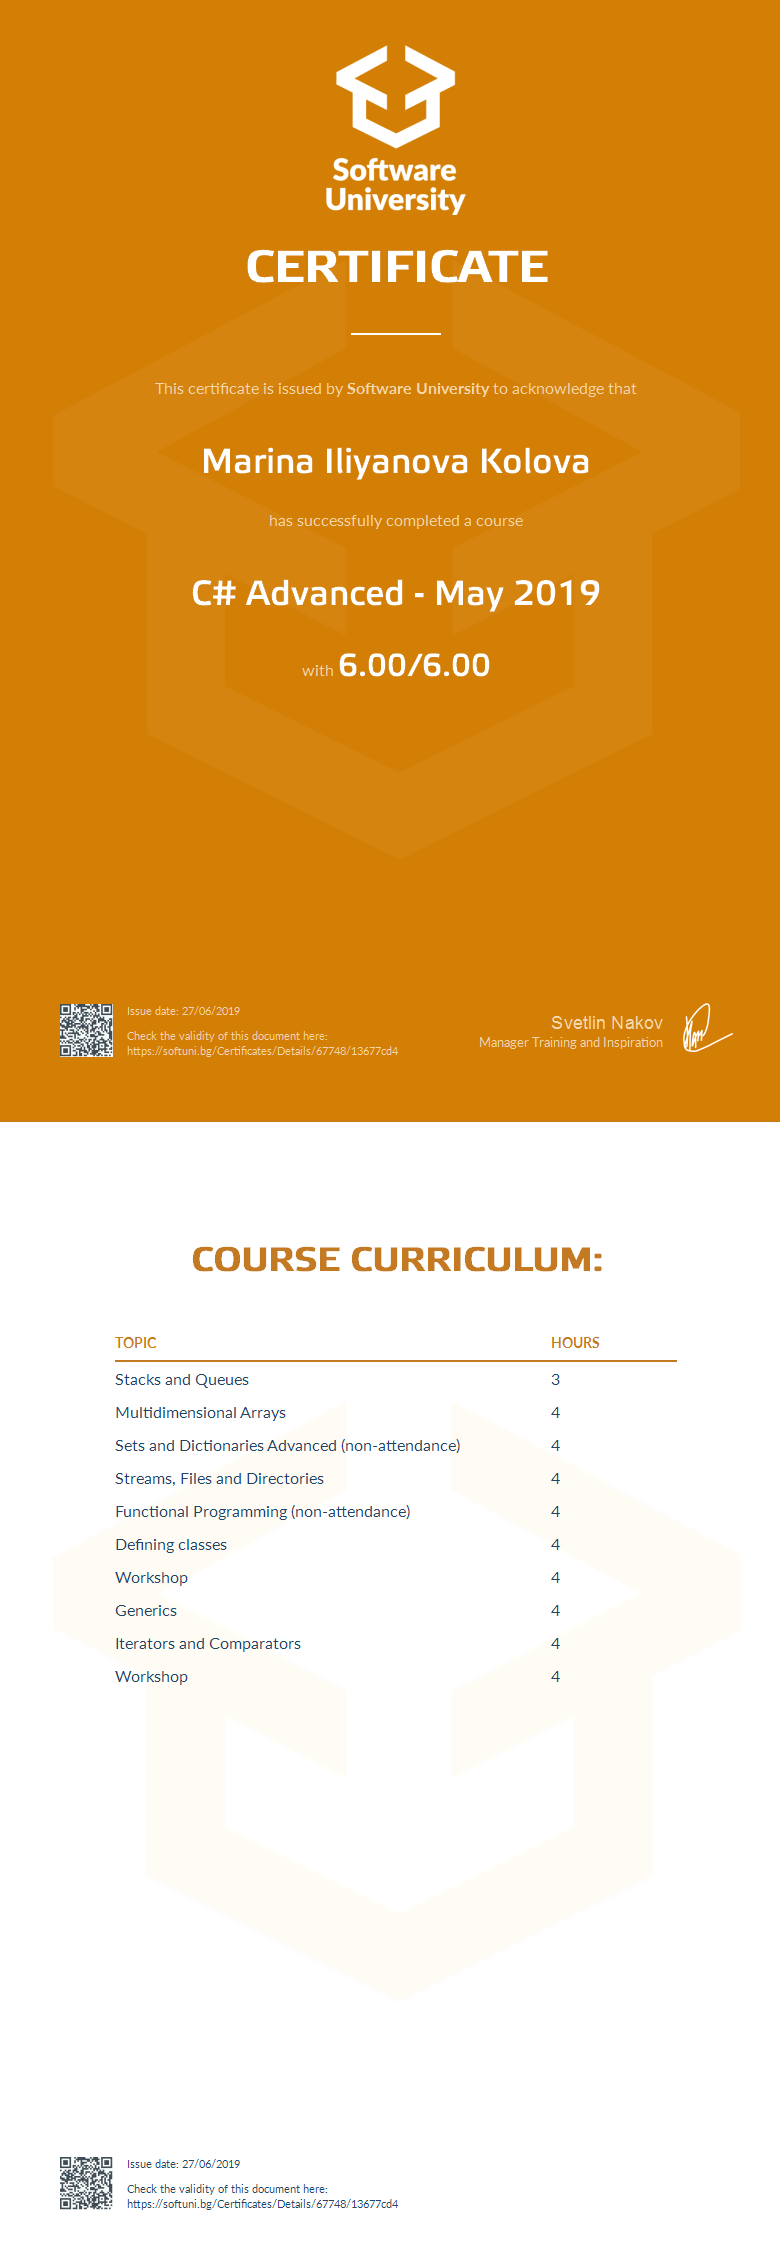 Software
University
CERTIFICATE
This certificate is issued by Software University to acknowledge that
Marina Iliyanova Kolova
has successfully completed a course
C# Advanced - May 2019
with 6.00/6.00
Issue date: 27/06/2019
Check the validity of this document here:
https://softuni.bg/Certificates/Details/67748/13677cd4
Svetlin Nakov
Manager Training and Inspiration
COURSE CURRICULUM:
TOPIC HOURS
Stacks and Queues 3
Multidimensional Arrays 4
Sets and Dictionaries Advanced (non-attendance) 4
Streams, Files and Directories 4
Functional Programming (non-attendance) 4
Defining classes 4
Workshop 4
Generics 4
Iterators and Comparators 4
Workshop 4
Issue date: 27/06/2019
Check the validity of this document here:
https://softuni.bg/Certificates/Details/67748/13677cd4